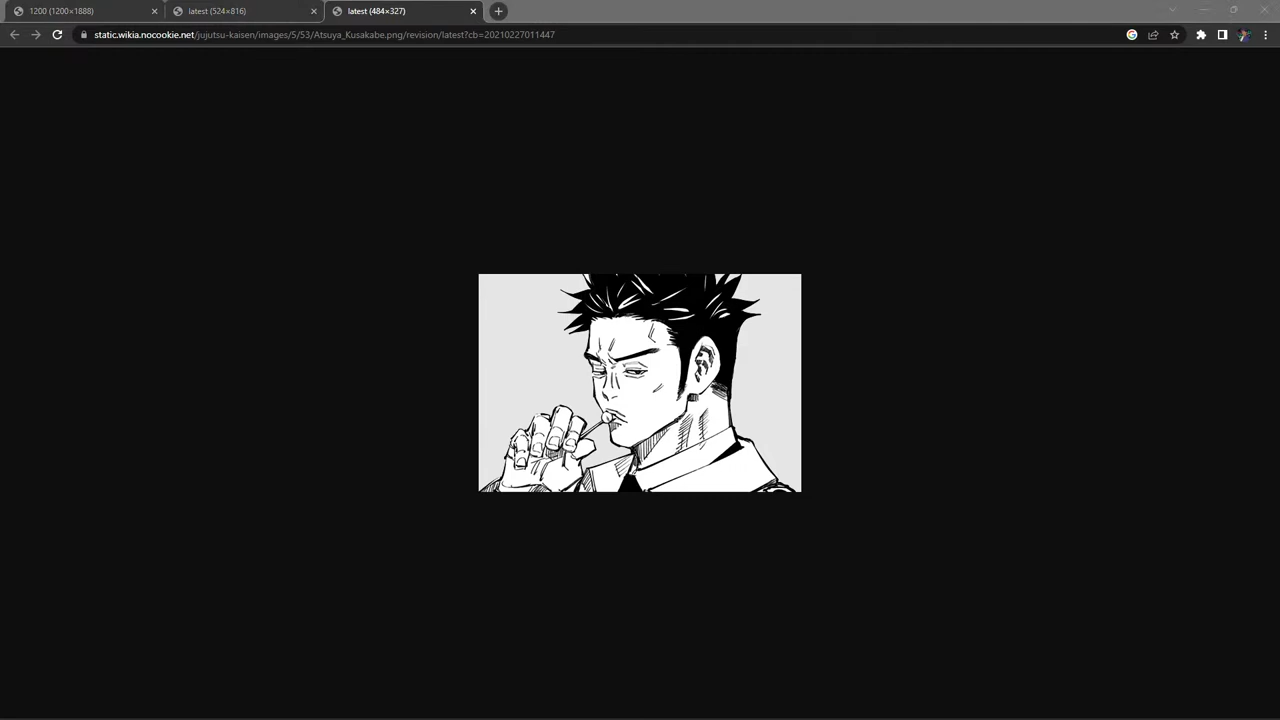 1200 (1200×1888)
latest (524×816)
latest (484×327)
static.wikia.nocookie.net/jujutsu-kaisen/images/5/53/Atsuya_Kusakabe.png/revision/latest?cb=20210227011447